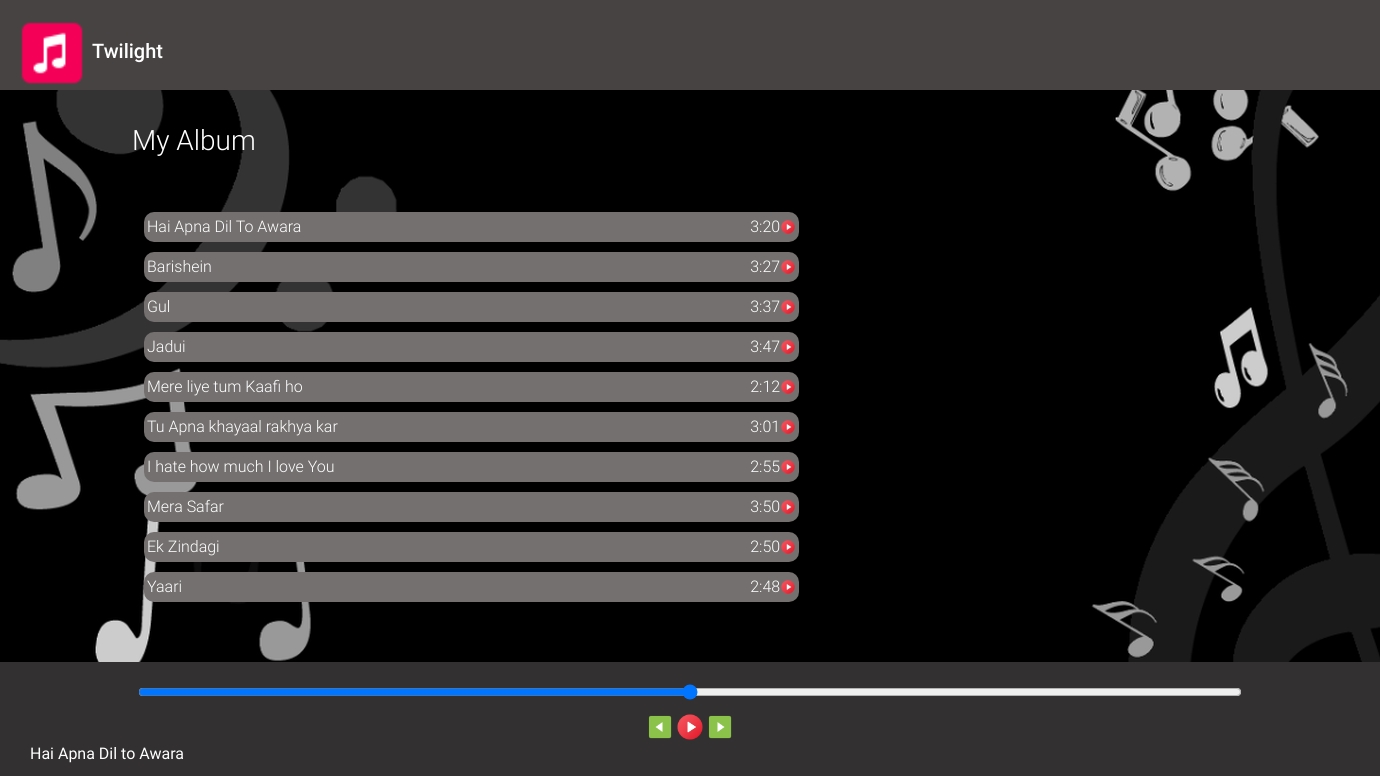 Twilight
My Album
Hai Apna Dil To Awara 3:20
Barishein 3:27
Gul 3:37
Jadui 3:47
Mere liye tum Kaafi ho 2:12
Tu Apna khayaal rakhya kar 3:01
I hate how much I love You 2:55
Mera Safar 3:50
Ek Zindagi 2:50
Yaari 2:48
Hai Apna Dil to Awara